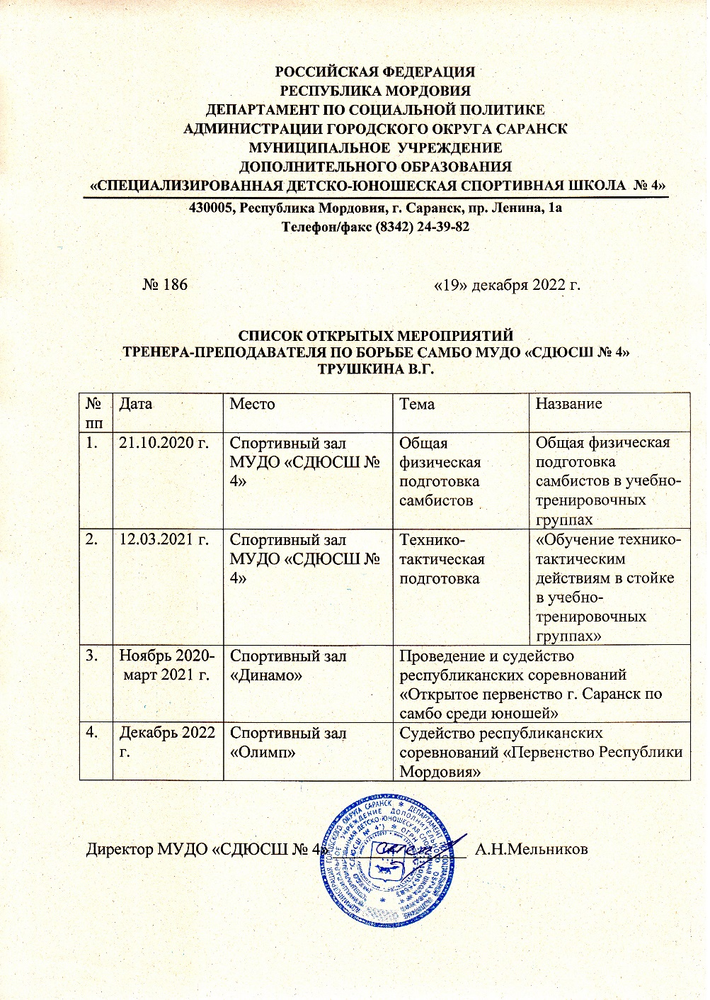 РОССИЙСКАЯ ФЕДЕРАЦИЯ
РЕСПУБЛИКА МОРДОВИЯ
ДЕПАРТАМЕНТ ПО СОЦИАЛЬНОЙ ПОЛИТИКЕ
АДМИНИСТРАЦИИ ГОРОДСКОГО ОКРУГА САРАНСК
МУНИЦИПАЛЬНОЕ УЧРЕЖДЕНИЕ
ДОПОЛНИТЕЛЬНОГО ОБРАЗОВАНИЯ
«СПЕЦИАЛИЗИРОВАННАЯ ДЕТСКО-ЮНОШЕСКАЯ СПОРТИВНАЯ ШКОЛА № 4»
430005, Республика Мордовия, г. Саранск, пр. Ленина, 1а
Телефон/факс (8342) 24-39-82
№ 186 «19» декабря 2022 г.
СПИСОК ОТКРЫТЫХ МЕРОПРИЯТИЙ
ТРЕНЕРА-ПРЕПОДАВАТЕЛЯ ПО БОРЬБЕ САМБО МУДО «СДЮСШ № 4»
ТРУШКИНА В.Г.
№
пп
Дата
Место
Тема
Название
1.
21.10.2020 г.
Спортивный зал
МУДО «СДЮСШ №
4»
Общая
физическая
подготовка
самбистов
Общая физическая
подготовка
самбистов в учебно-
тренировочных
группах
2.
12.03.2021 г.
Спортивный зал
МУДО «СДЮСШ №
4»
Технико-
тактическая
подготовка
«Обучение технико-
тактическим
действиям в стойке
в учебно-
тренировочных
группах»
3.
Ноябрь 2020-
март 2021 г.
Спортивный зал
«Динамо»
Проведение и судейство
республиканских соревнований
«Открытое первенство г. Саранск по
самбо среди юношей»
4.
Декабрь 2022
г.
Спортивный зал
«Олимп»
Судейство республиканских
соревнований «Первенство Республики
Мордовия»
Директор МУДО «СДЮСШ № 4» А.Н.Мельников